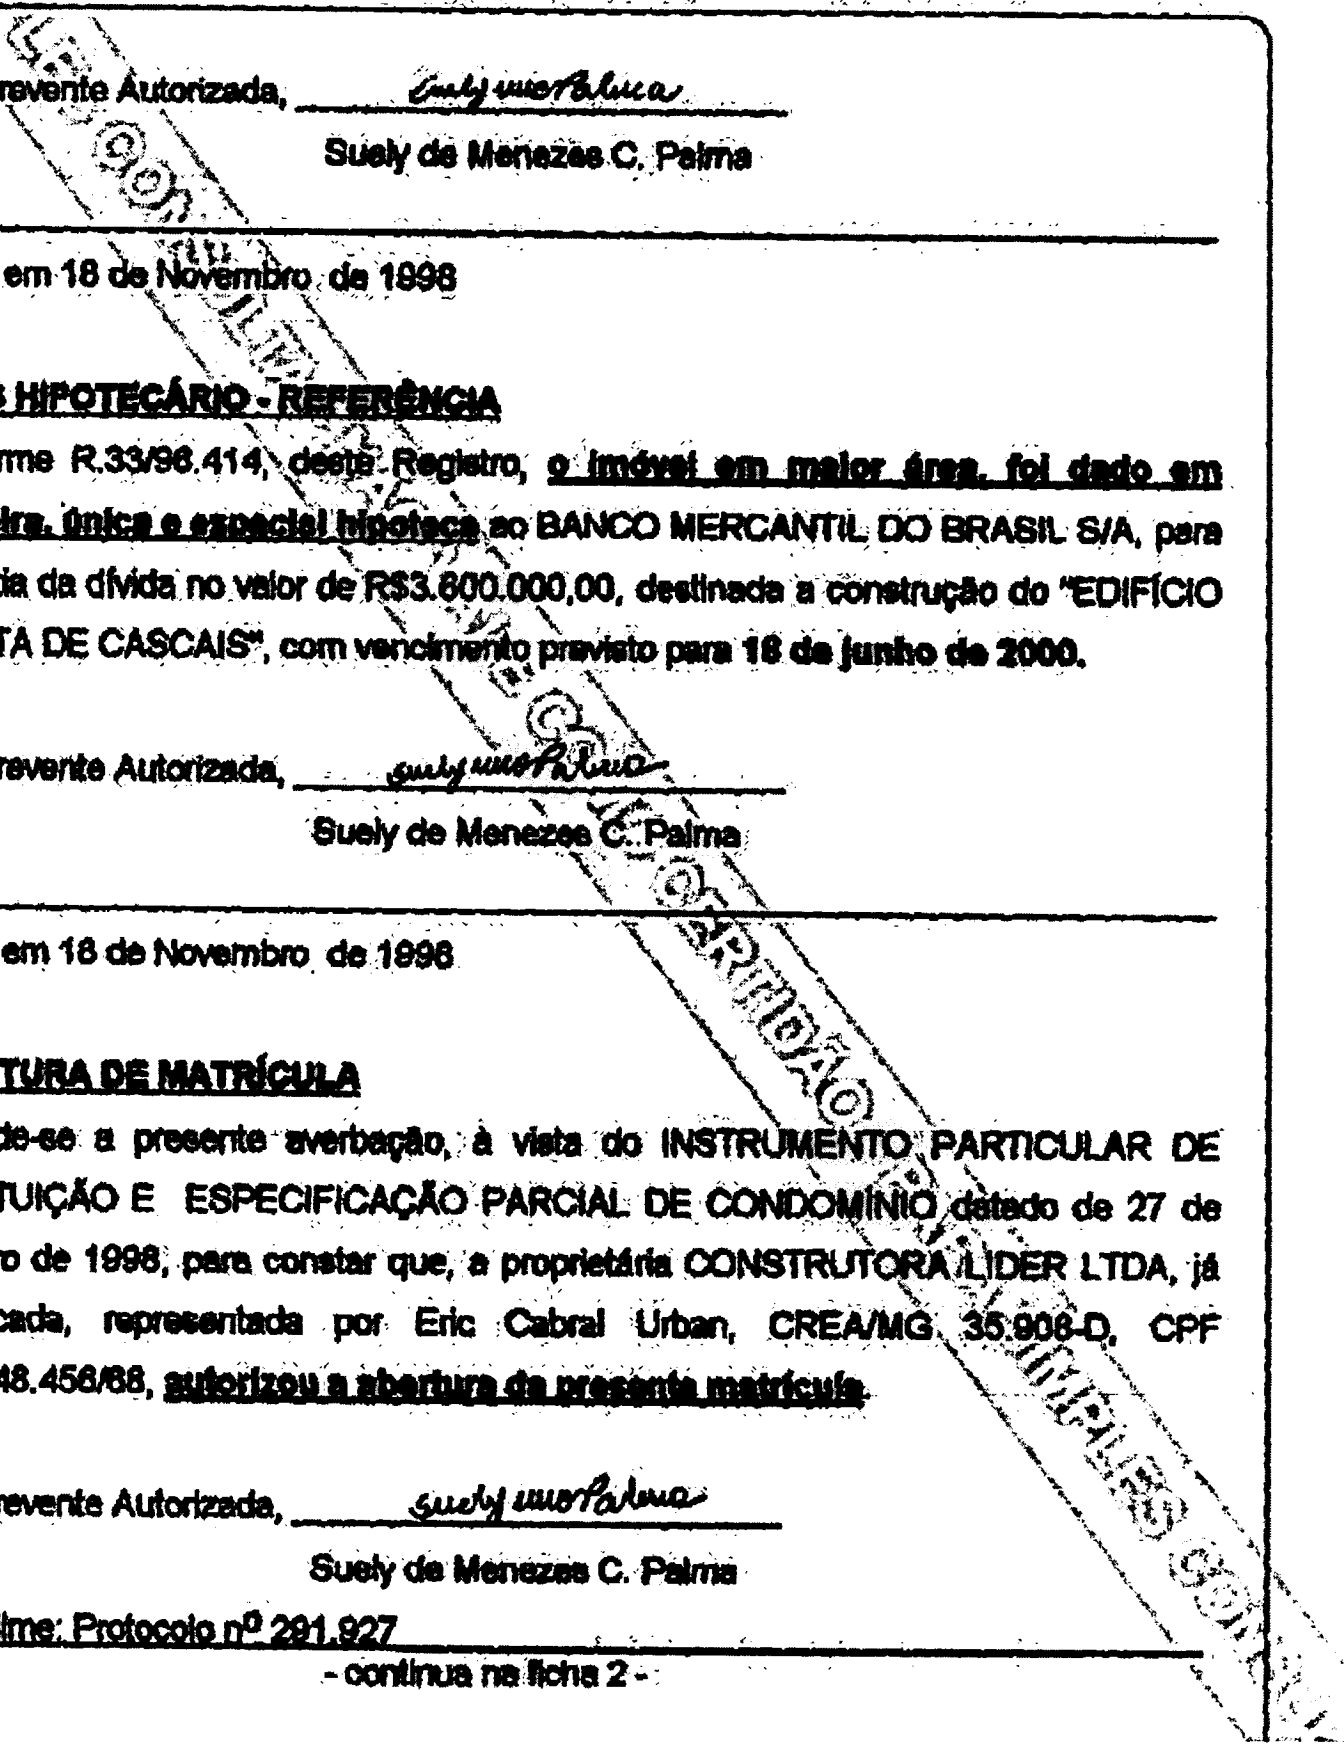 revente Autorizada,
Suely de Menezes C. Palma
em 18 de Novembro de 1998
HIPOTECÁRIO - REFERÊNCIA
rme R.33/96.414, deste Registro, o imóvel em maior área, foi dado em
ira, única e especial hipoteca ao BANCO MERCANTIL DO BRASIL S/A, para
ia da dívida no valor de R$3.600.000,00, destinada a construção do "EDIFÍCIO
TA DE CASCAIS", com vencimento previsto para 18 de junho de 2000.
revente Autorizada,
Suely de Menezes C. Palma
em 18 de Novembro de 1998
TURA DE MATRÍCULA
de-se a presente averbação, à vista do INSTRUMENTO PARTICULAR DE
TUIÇÃO E ESPECIFICAÇÃO PARCIAL DE CONDOMÍNIO datado de 27 de
ro de 1998, para constar que, a proprietária CONSTRUTORA LIDER LTDA, já
cada, representada por Eric Cabral Urban, CREA/MG 35.906-D, CPF
autorizou a abertura da presente matrícula.
revente Autorizada,
Suely de Menezes C. Palma
ilme: Protocolo nº 291.927
- continua na ficha 2 -
CERTIDÃO